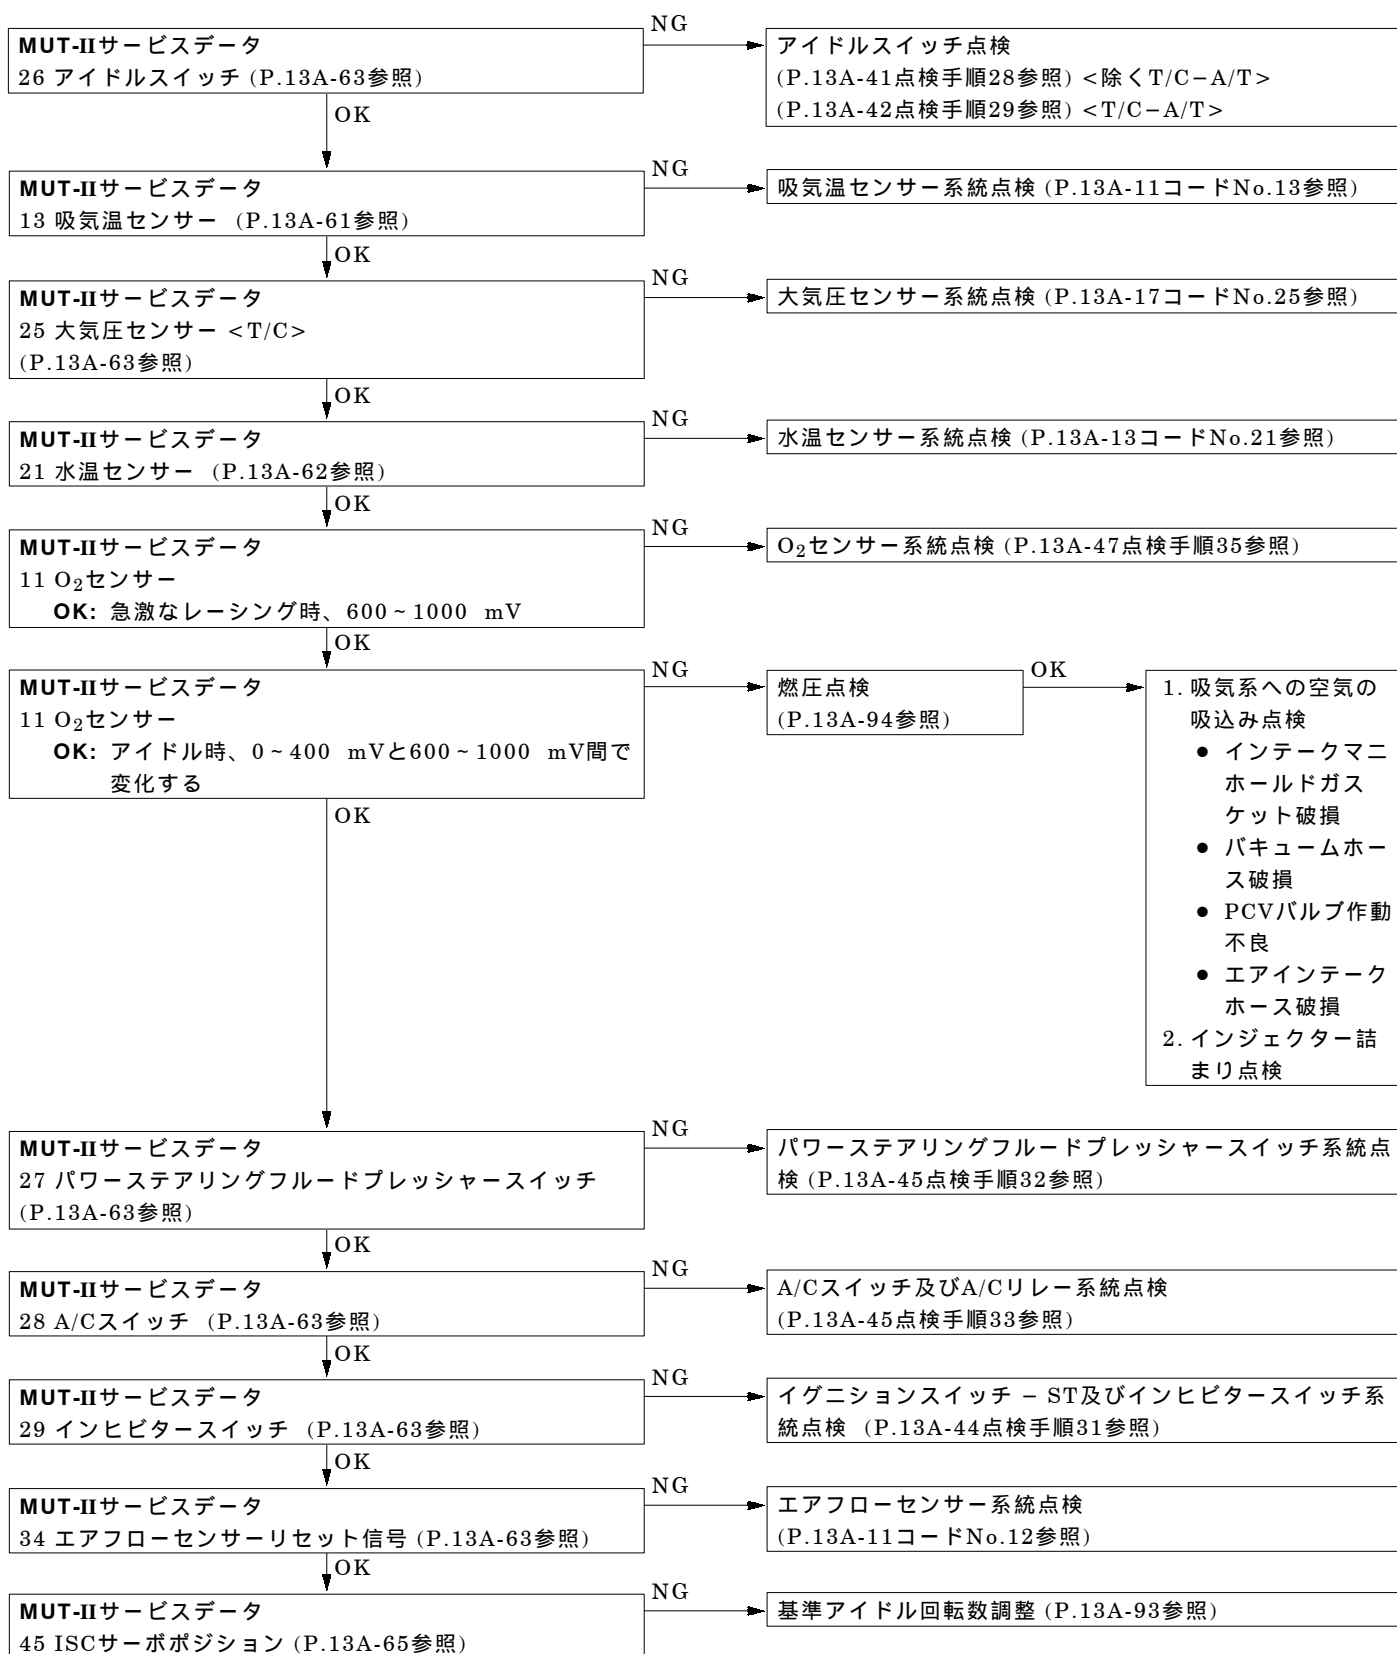 NG
MUT-IIサービスデータ
26 アイドルスイッチ (P.13A-63参照)
アイドルスイッチ点検
(P.13A-41点検手順28参照) <除くT/C–A/T>
(P.13A-42点検手順29参照) <T/C–A/T>
OK
NG
MUT-IIサービスデータ
13 吸気温センサー (P.13A-61参照)
吸気温センサー系統点検 (P.13A-11コードNo.13参照)
OK
NG
MUT-IIサービスデータ
25 大気圧センサー <T/C>
(P.13A-63参照)
大気圧センサー系統点検 (P.13A-17コードNo.25参照)
OK
NG
MUT-IIサービスデータ
21 水温センサー (P.13A-62参照)
水温センサー系統点検 (P.13A-13コードNo.21参照)
OK
NG
MUT-IIサービスデータ
11 O₂センサー
OK: 急激なレーシング時、600~1000 mV
O₂センサー系統点検 (P.13A-47点検手順35参照)
OK
NG
MUT-IIサービスデータ
11 O₂センサー
OK: アイドル時、0~400 mVと600~1000 mV間で
変化する
燃圧点検
(P.13A-94参照)
OK
1. 吸気系への空気の
吸込み点検
● インテークマニ
ホールドガス
ケット破損
● バキュームホー
ス破損
● PCVバルブ作動
不良
● エアインテーク
ホース破損
2. インジェクター詰
まり点検
OK
NG
MUT-IIサービスデータ
27 パワーステアリングフルードプレッシャースイッチ
(P.13A-63参照)
パワーステアリングフルードプレッシャースイッチ系統点
検 (P.13A-45点検手順32参照)
OK
NG
MUT-IIサービスデータ
28 A/Cスイッチ (P.13A-63参照)
A/Cスイッチ及びA/Cリレー系統点検
(P.13A-45点検手順33参照)
OK
NG
MUT-IIサービスデータ
29 インヒビタースイッチ (P.13A-63参照)
イグニションスイッチ – ST及びインヒビタースイッチ系
統点検 (P.13A-44点検手順31参照)
OK
NG
MUT-IIサービスデータ
34 エアフローセンサーリセット信号 (P.13A-63参照)
エアフローセンサー系統点検
(P.13A-11コードNo.12参照)
OK
NG
MUT-IIサービスデータ
45 ISCサーボポジション (P.13A-65参照)
基準アイドル回転数調整 (P.13A-93参照)